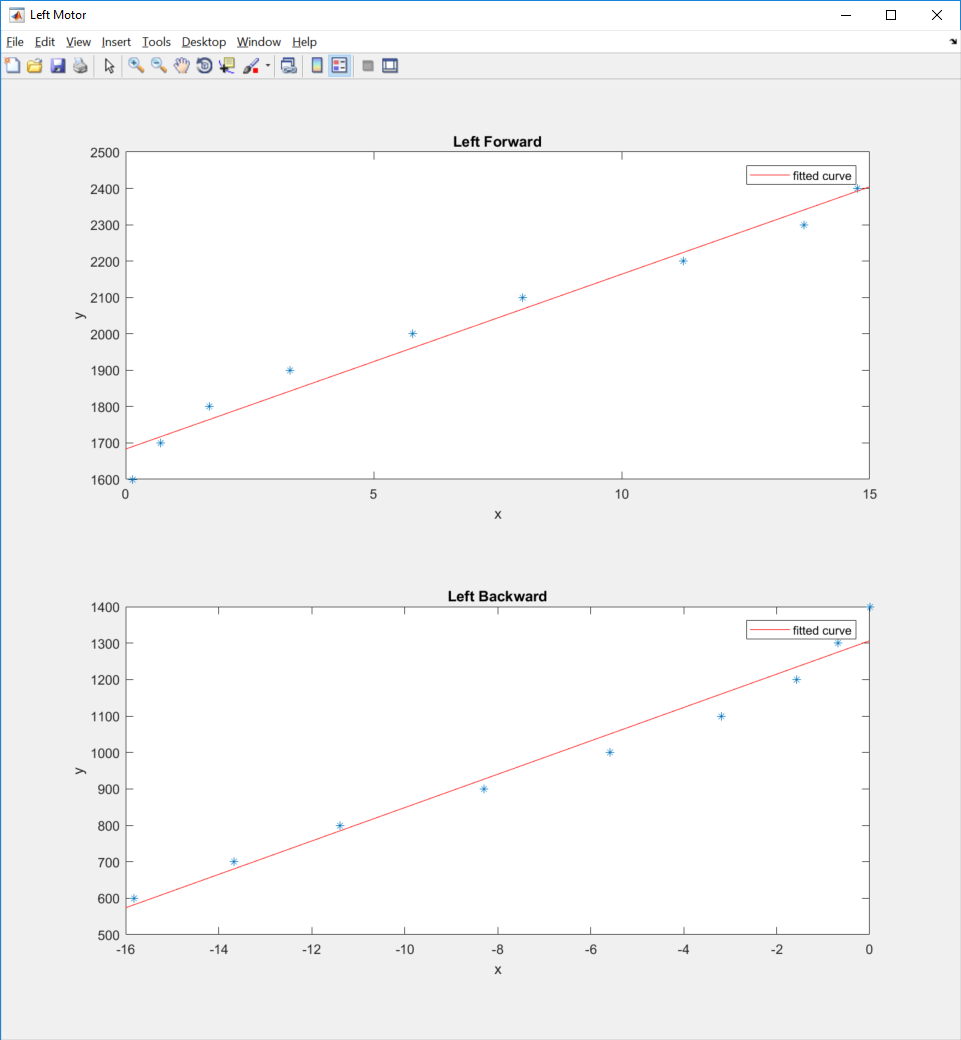 Left Motor
File Edit View Insert Tools Desktop Window Help
Left Forward
2500
2400
2300
2200
2100
2000
1900
1800
1700
1600
y
fitted curve
0 5 10 15
x
Left Backward
1400
1300
1200
1100
1000
900
800
700
600
500
y
fitted curve
-16 -14 -12 -10 -8 -6 -4 -2 0
x